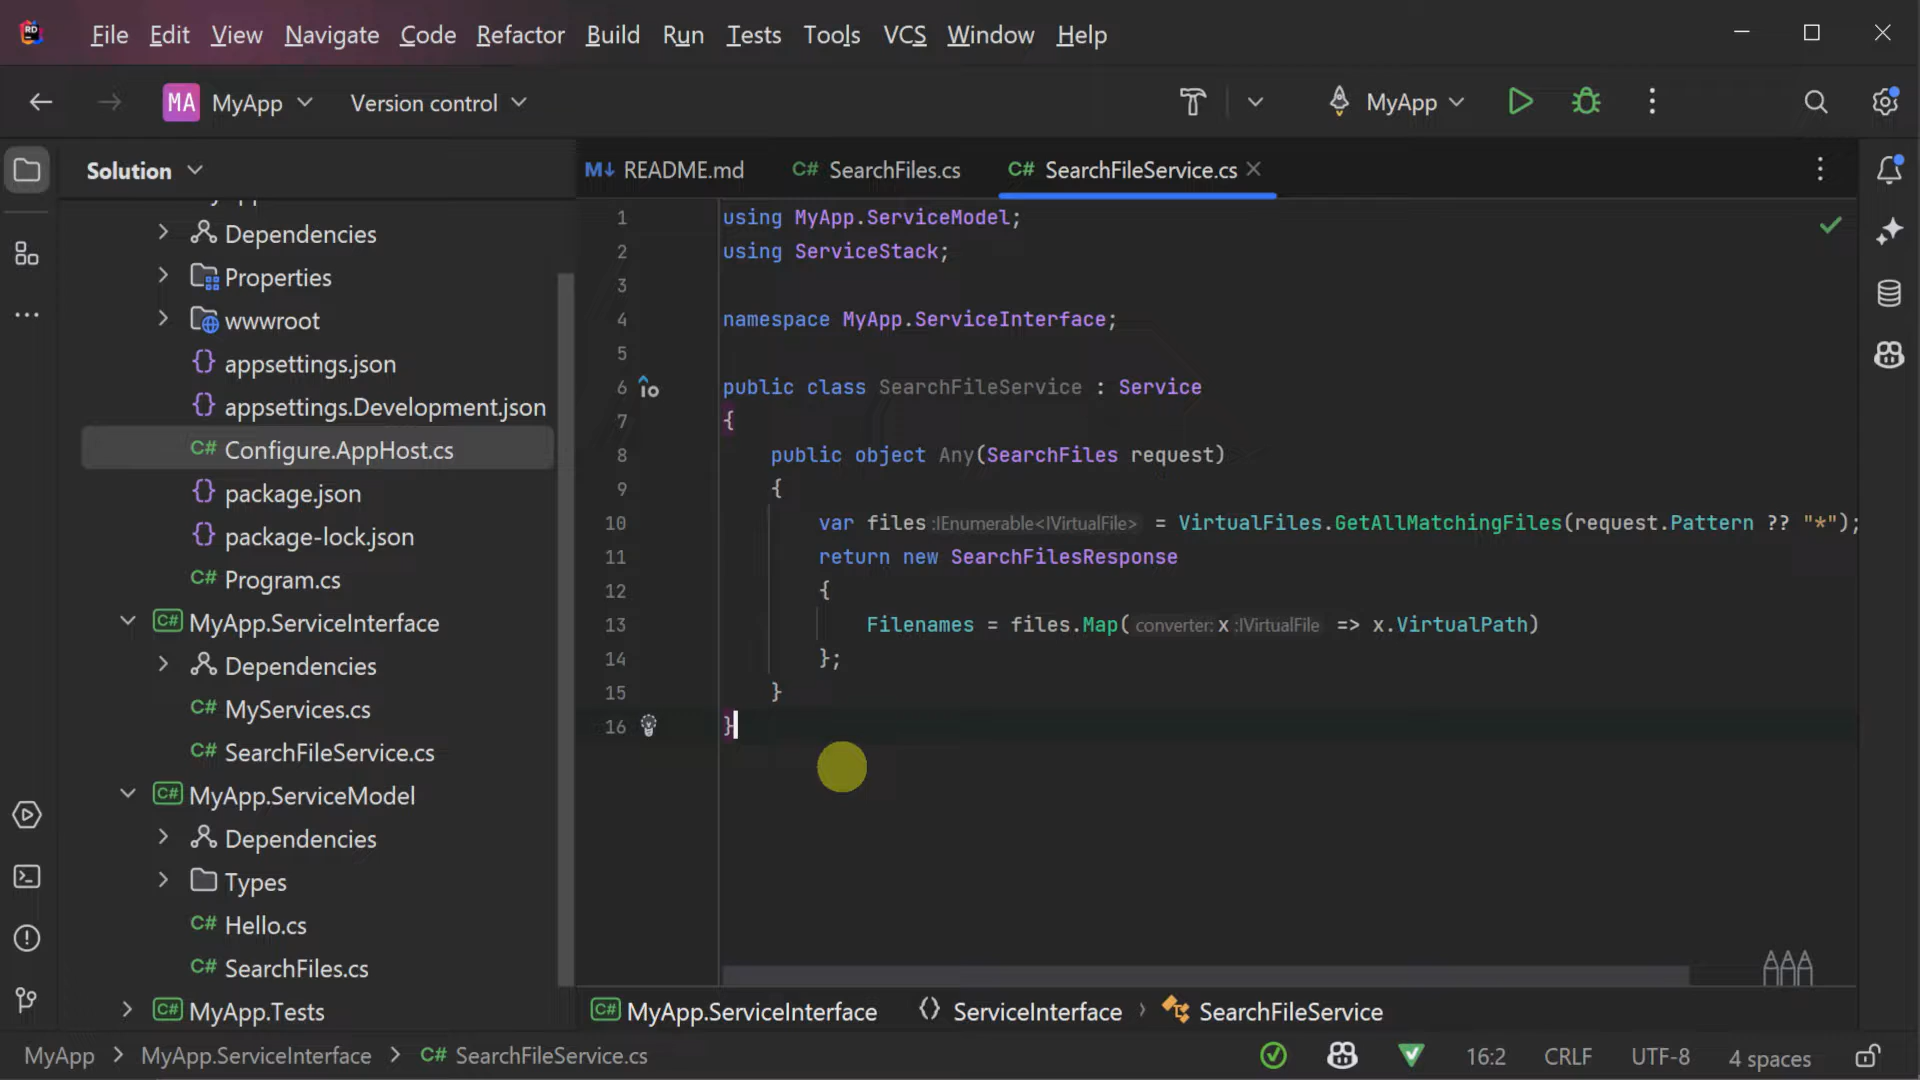 RD
File Edit View Navigate Code Refactor Build Run Tests Tools VCS Window Help
MA MyApp Version control MyApp
Solution
README.md
C# SearchFiles.cs
C# SearchFileService.cs
Dependencies
Properties
wwwroot
{} appsettings.json
{} appsettings.Development.json
C# Configure.AppHost.cs
{} package.json
{} package-lock.json
C# Program.cs
C# MyApp.ServiceInterface
Dependencies
C# MyServices.cs
C# SearchFileService.cs
C# MyApp.ServiceModel
Dependencies
Types
C# Hello.cs
C# SearchFiles.cs
C# MyApp.Tests
1 using MyApp.ServiceModel;
2 using ServiceStack;
3
4 namespace MyApp.ServiceInterface;
5
6 public class SearchFileService : Service
7 {
8 public object Any(SearchFiles request)
9 {
10 var files :IEnumerable<IVirtualFile> = VirtualFiles.GetAllMatchingFiles(request.Pattern ?? "*");
11 return new SearchFilesResponse
12 {
13 Filenames = files.Map( converter: x :IVirtualFile => x.VirtualPath)
14 };
15 }
16 }
C# MyApp.ServiceInterface {} ServiceInterface › SearchFileService
MyApp > MyApp.ServiceInterface > C# SearchFileService.cs
16:2 CRLF UTF-8 4 spaces